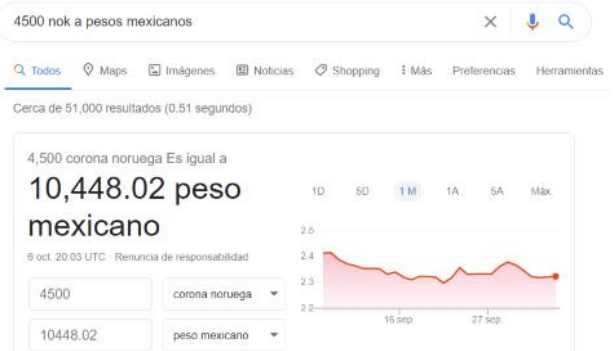 4500 nok a pesos mexicanos
Todos Maps Imágenes Noticias Shopping Más Preferencias Herramientas
Cerca de 51,000 resultados (0.51 segundos)
4,500 corona noruega Es igual a
10,448.02 peso
mexicano
6 oct. 20:03 UTC · Renuncia de responsabilidad
4500 corona noruega
10448.02 peso mexicano
1D 5D 1 M 1A 5A Máx.
2.5
2.4
2.3
2.2
16 sep. 27 sep.